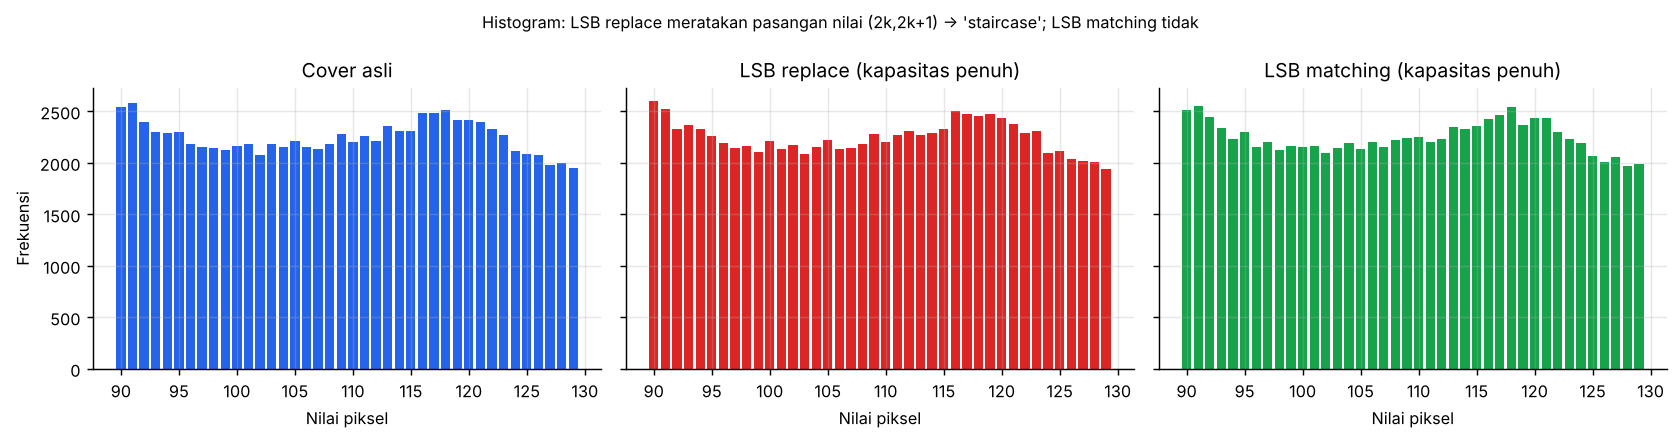 Histogram: LSB replace meratakan pasangan nilai (2k,2k+1) → 'staircase'; LSB matching tidak
Cover asli
LSB replace (kapasitas penuh)
LSB matching (kapasitas penuh)
Frekuensi
2500
2000
1500
1000
500
0
90 95 100 105 110 115 120 125 130
90 95 100 105 110 115 120 125 130
90 95 100 105 110 115 120 125 130
Nilai piksel
Nilai piksel
Nilai piksel